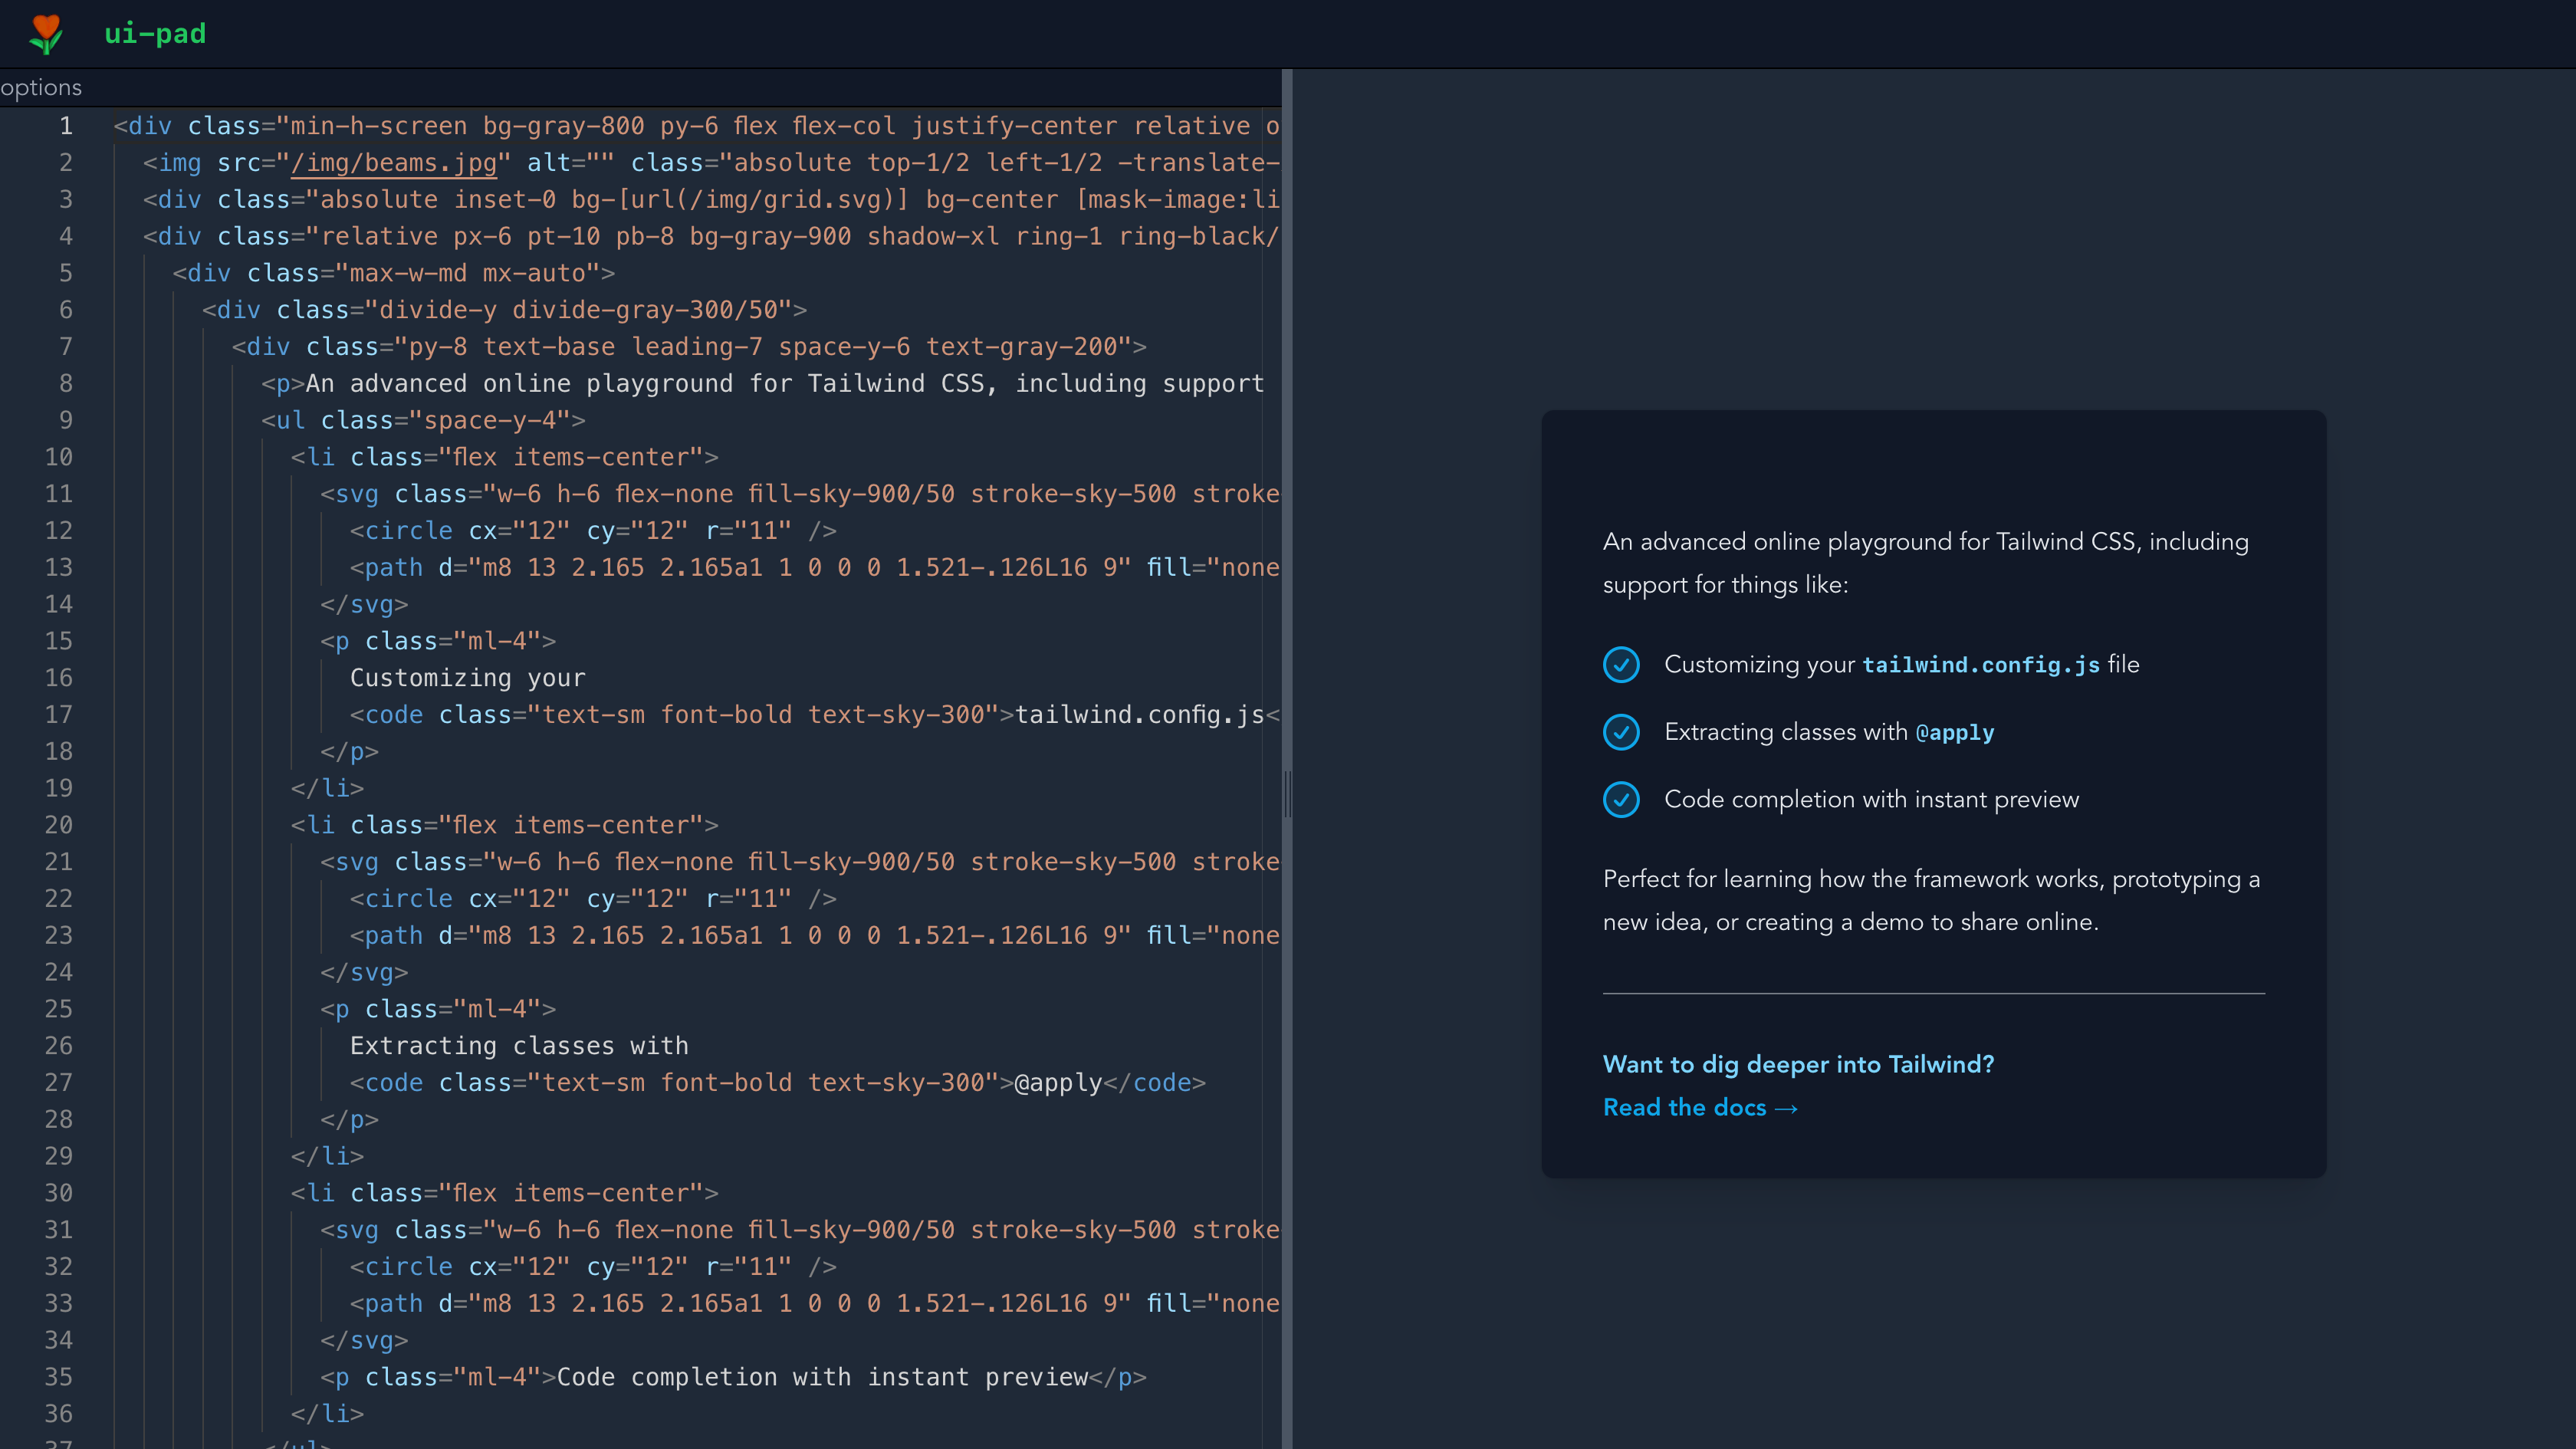 ui-pad
options
1 <div class="min-h-screen bg-gray-800 py-6 flex flex-col justify-center relative o
2 <img src="/img/beams.jpg" alt="" class="absolute top-1/2 left-1/2 -translate-
3 <div class="absolute inset-0 bg-[url(/img/grid.svg)] bg-center [mask-image:li
4 <div class="relative px-6 pt-10 pb-8 bg-gray-900 shadow-xl ring-1 ring-black/
5 <div class="max-w-md mx-auto">
6 <div class="divide-y divide-gray-300/50">
7 <div class="py-8 text-base leading-7 space-y-6 text-gray-200">
8 <p>An advanced online playground for Tailwind CSS, including support
9 <ul class="space-y-4">
10 <li class="flex items-center">
11 <svg class="w-6 h-6 flex-none fill-sky-900/50 stroke-sky-500 stroke-
12 <circle cx="12" cy="12" r="11" />
13 <path d="m8 13 2.165 2.165a1 1 0 0 0 1.521-.126L16 9" fill="none
14 </svg>
15 <p class="ml-4">
16 Customizing your
17 <code class="text-sm font-bold text-sky-300">tailwind.config.js<
18 </p>
19 </li>
20 <li class="flex items-center">
21 <svg class="w-6 h-6 flex-none fill-sky-900/50 stroke-sky-500 stroke-
22 <circle cx="12" cy="12" r="11" />
23 <path d="m8 13 2.165 2.165a1 1 0 0 0 1.521-.126L16 9" fill="none
24 </svg>
25 <p class="ml-4">
26 Extracting classes with
27 <code class="text-sm font-bold text-sky-300">@apply</code>
28 </p>
29 </li>
30 <li class="flex items-center">
31 <svg class="w-6 h-6 flex-none fill-sky-900/50 stroke-sky-500 stroke-
32 <circle cx="12" cy="12" r="11" />
33 <path d="m8 13 2.165 2.165a1 1 0 0 0 1.521-.126L16 9" fill="none
34 </svg>
35 <p class="ml-4">Code completion with instant preview</p>
36 </li>
37 </ul>
An advanced online playground for Tailwind CSS, including
support for things like:
Customizing your tailwind.config.js file
Extracting classes with @apply
Code completion with instant preview
Perfect for learning how the framework works, prototyping a
new idea, or creating a demo to share online.
Want to dig deeper into Tailwind?
Read the docs →